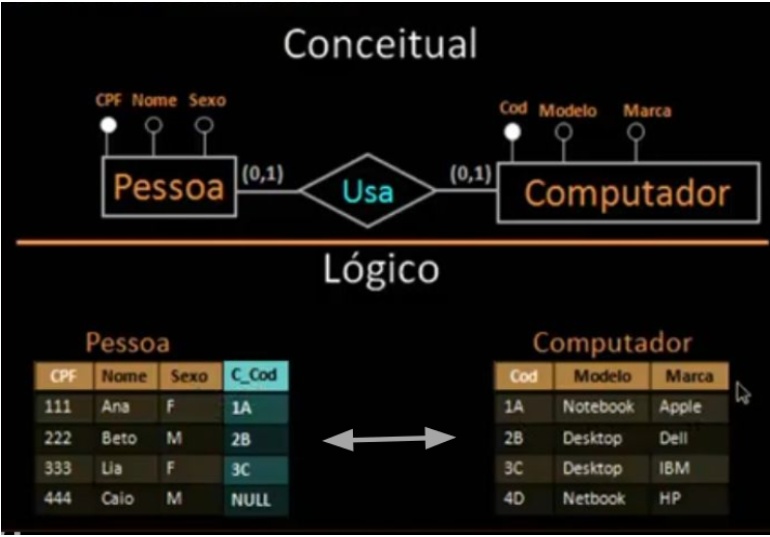 Conceitual
CPF Nome Sexo
Cod Modelo Marca
Pessoa (0,1) Usa (0,1) Computador
Lógico
Pessoa
CPF Nome Sexo C_Cod
111 Ana F 1A
222 Beto M 2B
333 Lia F 3C
444 Caio M NULL
Computador
Cod Modelo Marca
1A Notebook Apple
2B Desktop Dell
3C Desktop IBM
4D Netbook HP